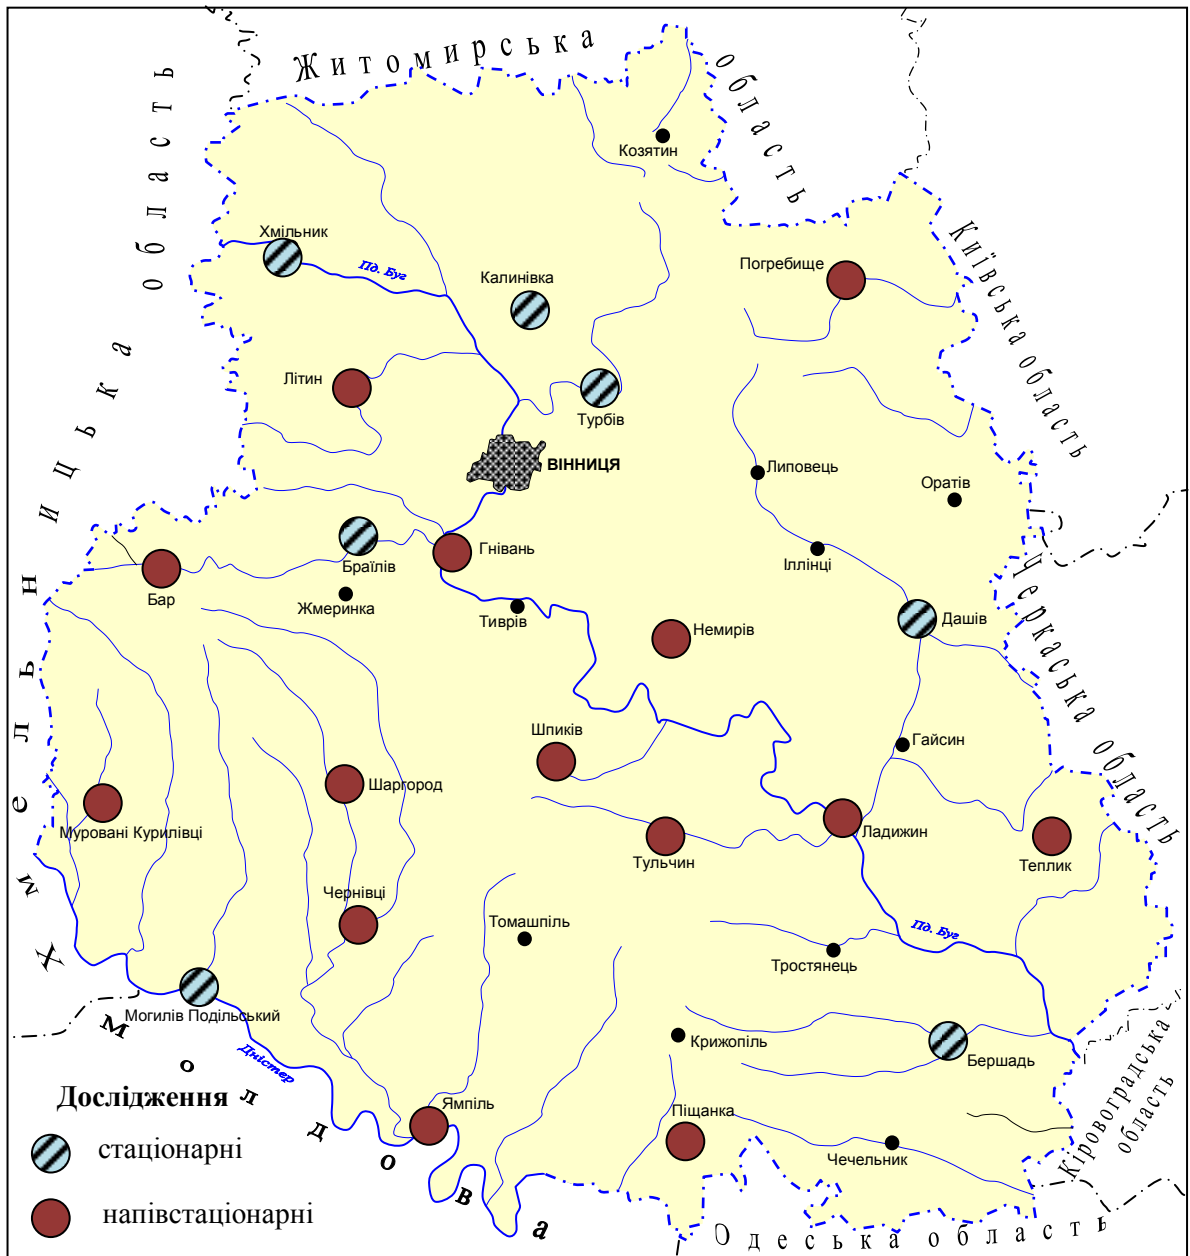 Житомирська
область
Козятин
Хмільник
Пд. Буг
Калинівка
Погребище
Київська область
Літин
Турбів
ВІННИЦЯ
Липовець
Оратів
Гнівань
Браїлів
Іллінці
Бар
Жмеринка
Тиврів
Немирів
Дашів
Черкаська область
Шпиків
Гайсин
Шаргород
Муровані Курилівці
Ладижин
Тульчин
Теплик
Чернівці
Томашпіль
Пд. Буг
Тростянець
Хмельницька область
Могилів Подільський
Крижопіль
Бершадь
Молдова
Дністер
Кіровоградська
область
Дослідження
Ямпіль
Піщанка
стаціонарні
Чечельник
напівстаціонарні
Одеська область